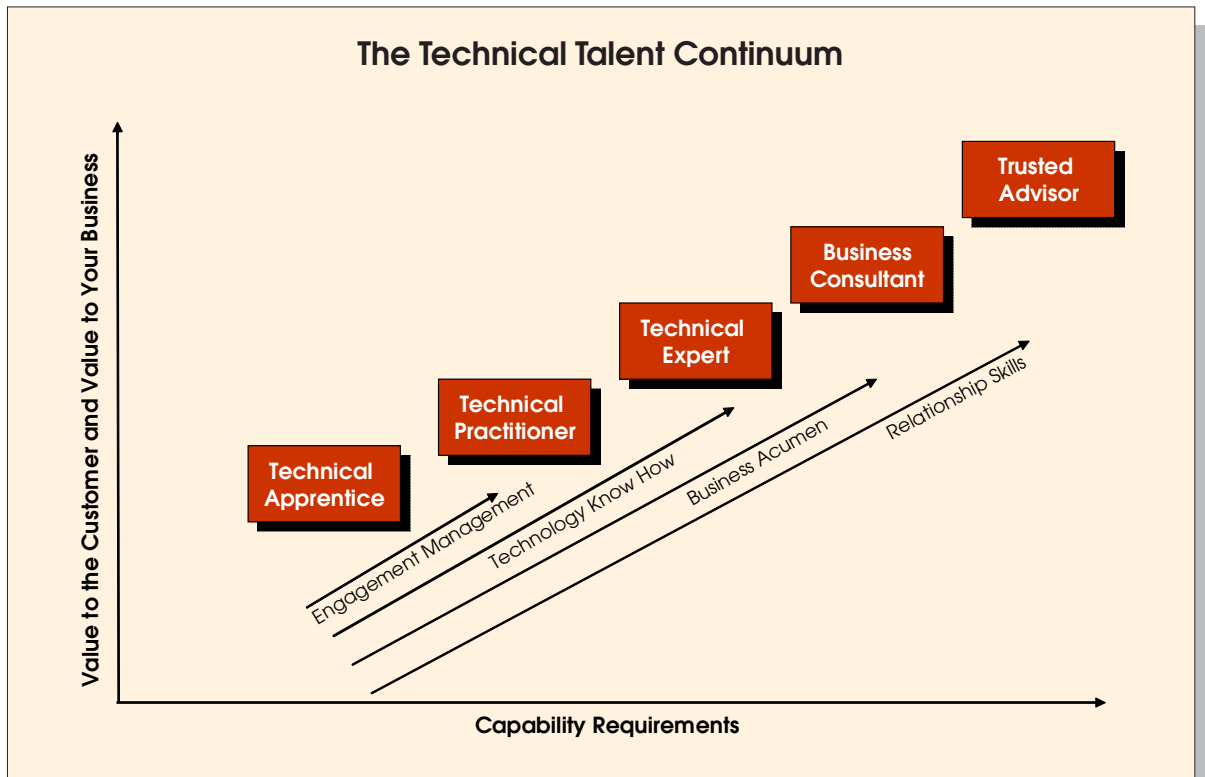 The Technical Talent Continuum
Value to the Customer and Value to Your Business
Trusted
Advisor
Business
Consultant
Technical
Expert
Technical
Practitioner
Technical
Apprentice
Engagement Management
Technology Know How
Business Acumen
Relationship Skills
Capability Requirements